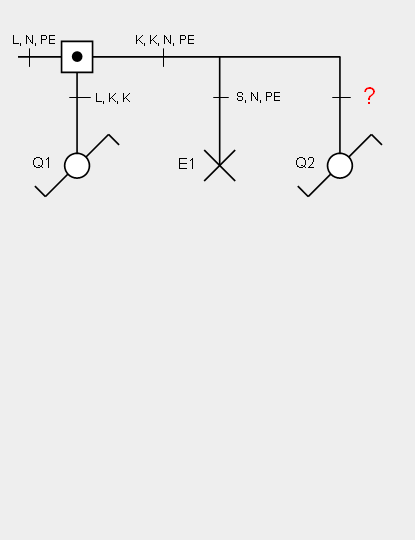 L, N, PE
K, K, N, PE
L, K, K
S, N, PE
?
Q1
E1
Q2